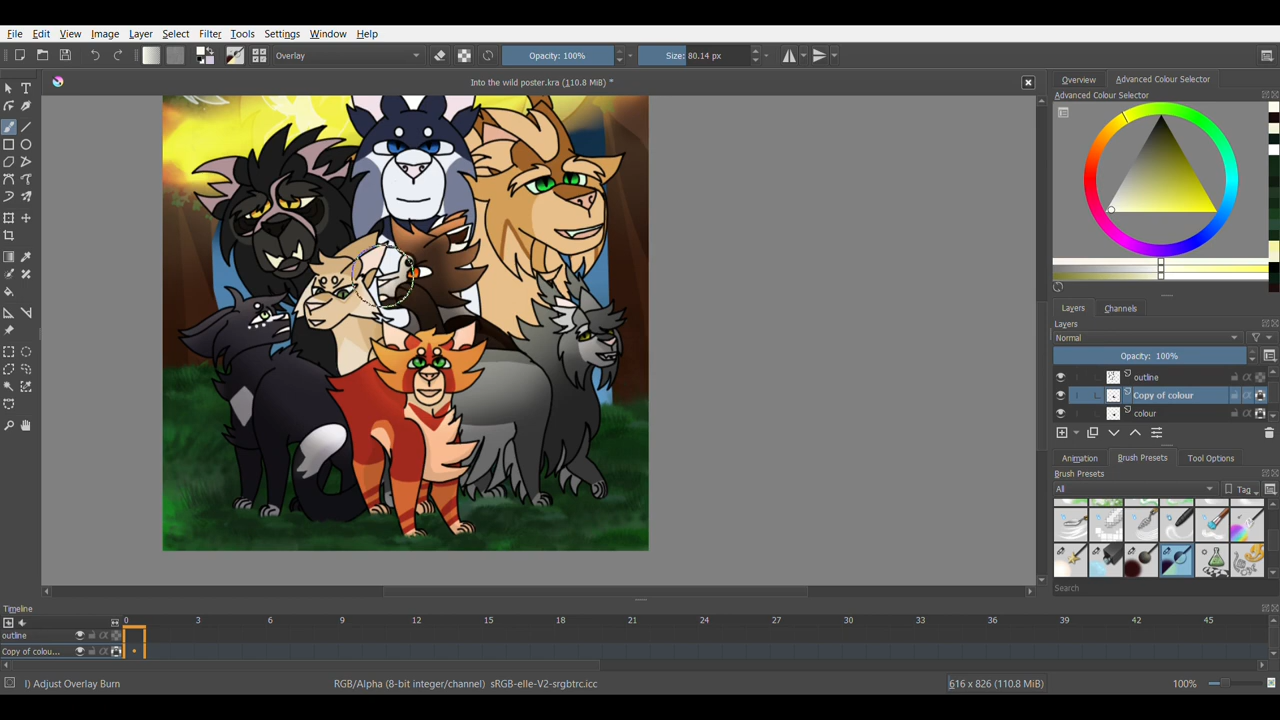 File Edit View Image Layer Select Filter Tools Settings Window Help
Overlay Opacity: 100% Size: 80.14 px
Into the wild poster.kra (110.8 MiB) *
Overview Advanced Colour Selector
Advanced Colour Selector
Layers Channels
Layers
Normal
Opacity: 100%
outline
Copy of colour
colour
Animation Brush Presets Tool Options
Brush Presets
All Tag
Search
Timeline
0 3 6 9 12 15 18 21 24 27 30 33 36 39 42 45
outline
Copy of colou...
I) Adjust Overlay Burn RGB/Alpha (8-bit integer/channel) sRGB-elle-V2-srgbtrc.icc 616 x 826 (110.8 MiB) 100%